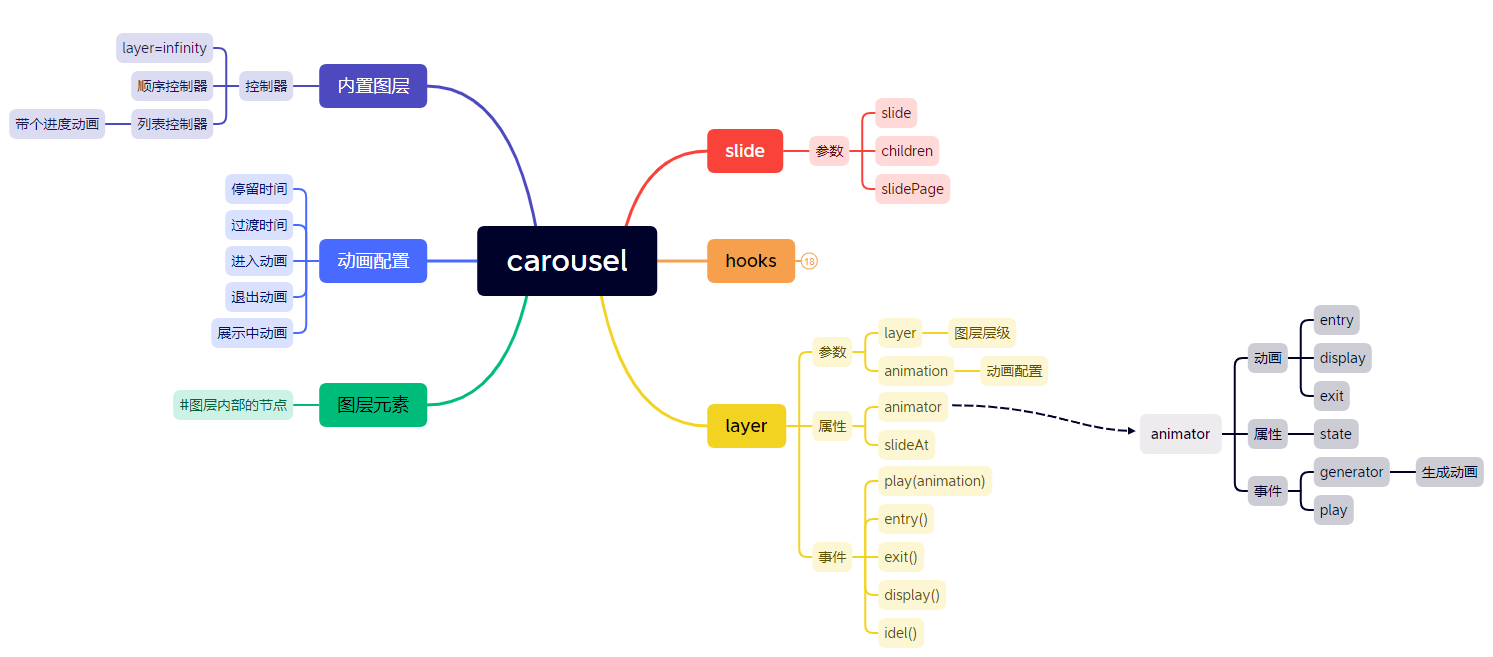 carousel
内置图层
控制器
layer=infinity
顺序控制器
列表控制器
带个进度动画
动画配置
停留时间
过渡时间
进入动画
退出动画
展示中动画
图层元素
#图层内部的节点
slide
参数
slide
children
slidePage
hooks
18
layer
参数
layer
图层层级
animation
动画配置
属性
animator
slideAt
事件
play(animation)
entry()
exit()
display()
idel()
animator
动画
entry
display
exit
属性
state
事件
generator
生成动画
play